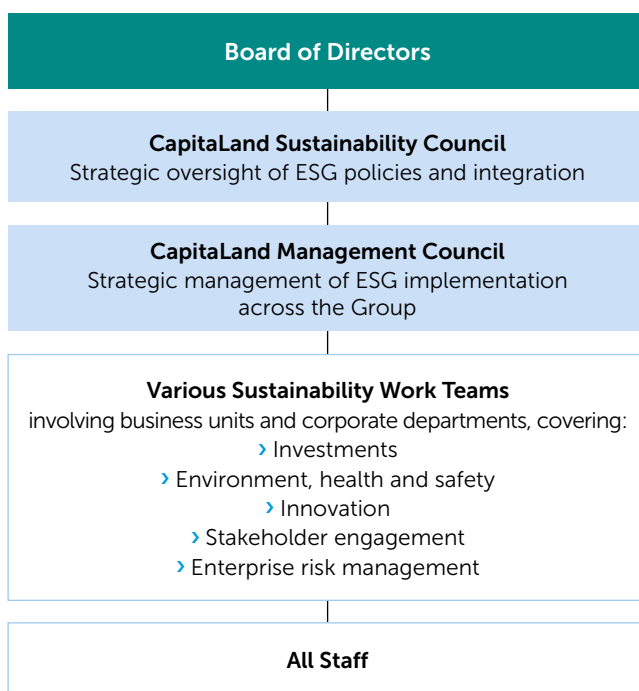 Board of Directors
CapitaLand Sustainability Council
Strategic oversight of ESG policies and integration
CapitaLand Management Council
Strategic management of ESG implementation
across the Group
Various Sustainability Work Teams
involving business units and corporate departments, covering:
› Investments
› Environment, health and safety
› Innovation
› Stakeholder engagement
› Enterprise risk management
All Staff